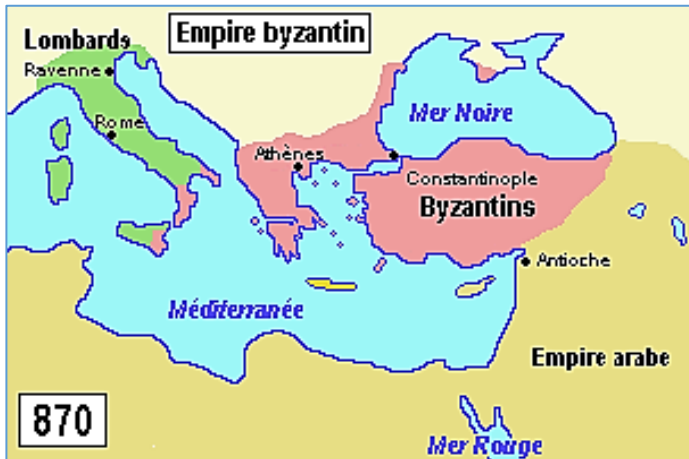 Lombards
Empire byzantin
Ravenne
Rome
Mer Noire
Athènes
Constantinople
Byzantins
Antioche
Méditerranée
Empire arabe
870
Mer Rouge